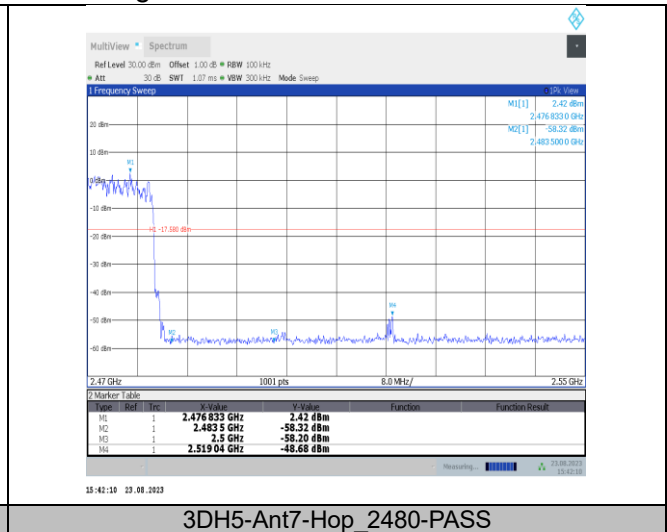 MultiView Spectrum
Ref Level 30.00 dBm Offset 1.00 dB RBW 100 kHz
Att 30 dB SWT 1.07 ms VBW 300 kHz Mode Sweep
1 Frequency Sweep 1Pk View
M1[1] 2.42 dBm
2.476 833 0 GHz
M2[1] -58.32 dBm
2.483 500 0 GHz
20 dBm
10 dBm
M1
0 dBm
-10 dBm
H1 -17.580 dBm
-20 dBm
-30 dBm
-40 dBm
M4
-50 dBm
M2 M3
-60 dBm
2.47 GHz 1001 pts 8.0 MHz/ 2.55 GHz
2 Marker Table
Type Ref Trc X-Value Y-Value Function Function Result
M1 1 2.476 833 GHz 2.42 dBm
M2 1 2.483 5 GHz -58.32 dBm
M3 1 2.5 GHz -58.20 dBm
M4 1 2.519 04 GHz -48.68 dBm
Measuring... 23.08.2023
15:42:10
15:42:10 23.08.2023
3DH5-Ant7-Hop_2480-PASS